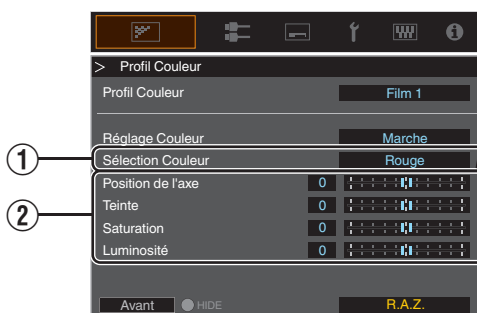 > Profil Couleur
Profil Couleur Film 1
Réglage Couleur Marche
① Sélection Couleur Rouge
② Position de l'axe 0
Teinte 0
Saturation 0
Luminosité 0
Avant HIDE R.A.Z.